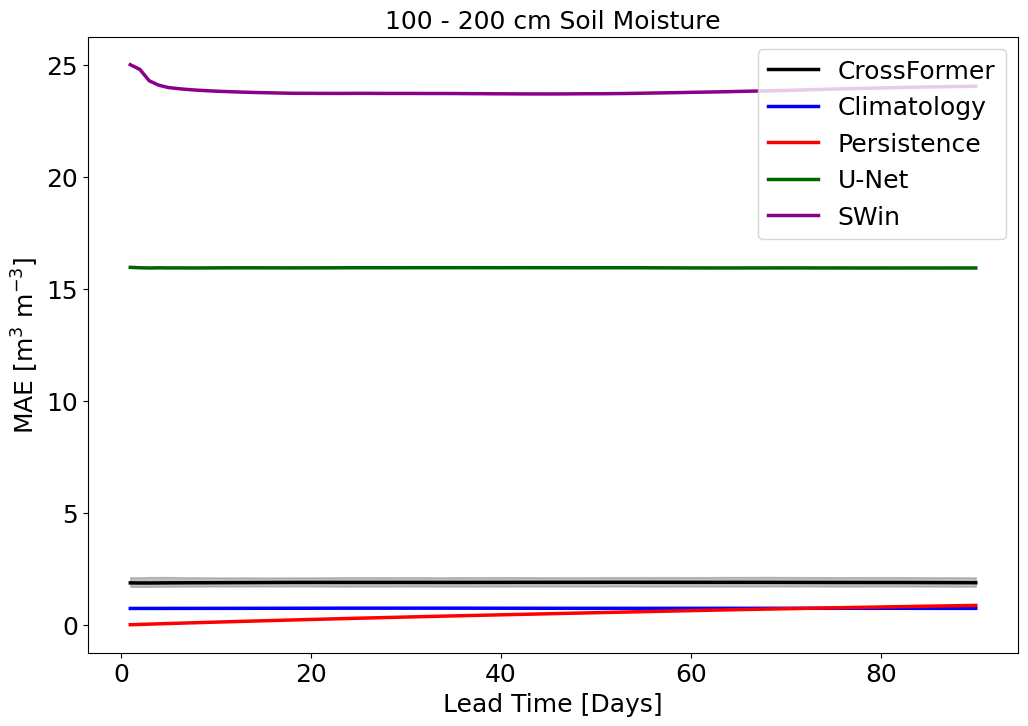 100 - 200 cm Soil Moisture
MAE [m³ m⁻³]
25
20
15
10
5
0
0 20 40 60 80
Lead Time [Days]
CrossFormer
Climatology
Persistence
U-Net
SWin